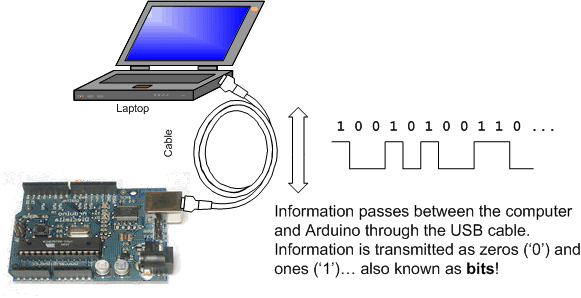 Laptop
Cable
1 0 0 1 0 1 0 0 1 1 0 ...
Information passes between the computer
and Arduino through the USB cable.
Information is transmitted as zeros (‘0’) and
ones (‘1’)… also known as bits!